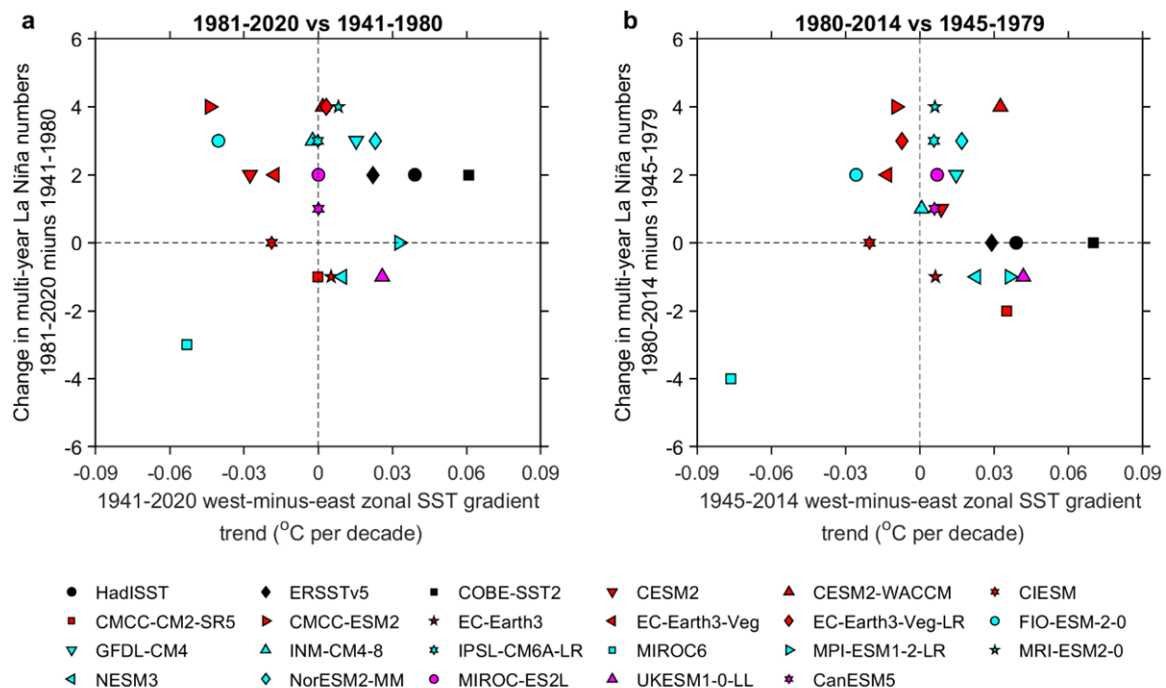 a
1981-2020 vs 1941-1980
Change in multi-year La Niña numbers
1981-2020 miuns 1941-1980
6
4
2
0
-2
-4
-6
-0.09
-0.06
-0.03
0
0.03
0.06
0.09
1941-2020 west-minus-east zonal SST gradient
trend (°C per decade)
b
1980-2014 vs 1945-1979
Change in multi-year La Niña numbers
1980-2014 miuns 1945-1979
6
4
2
0
-2
-4
-6
-0.09
-0.06
-0.03
0
0.03
0.06
0.09
1945-2014 west-minus-east zonal SST gradient
trend (°C per decade)
HadISST ERSSTv5 COBE-SST2 CESM2 CESM2-WACCM CIESM
CMCC-CM2-SR5 CMCC-ESM2 EC-Earth3 EC-Earth3-Veg EC-Earth3-Veg-LR FIO-ESM-2-0
GFDL-CM4 INM-CM4-8 IPSL-CM6A-LR MIROC6 MPI-ESM1-2-LR MRI-ESM2-0
NESM3 NorESM2-MM MIROC-ES2L UKESM1-0-LL CanESM5